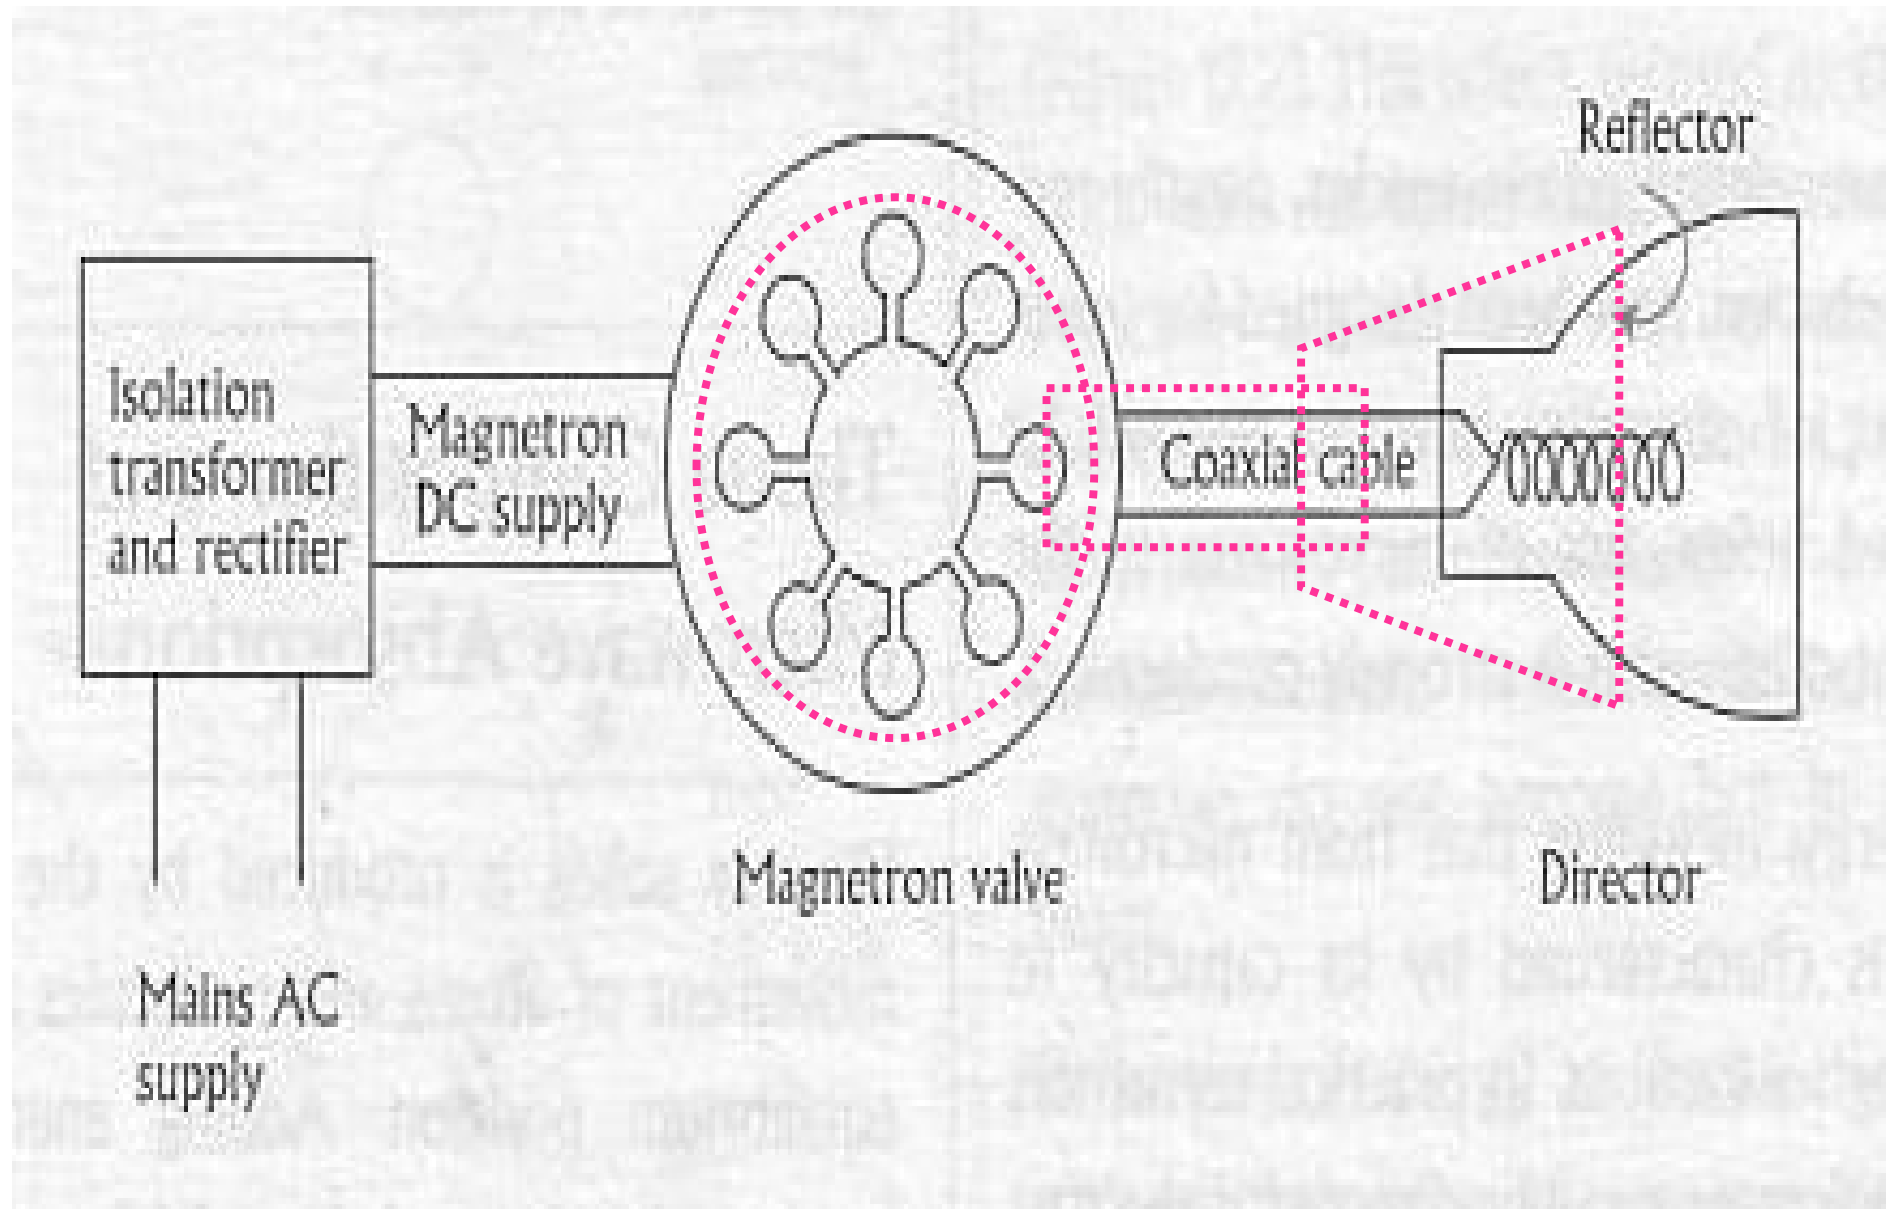 Reflector
Isolation
transformer
and rectifier
Magnetron
DC supply
Coaxial cable
Magnetron valve
Director
Mains AC
supply